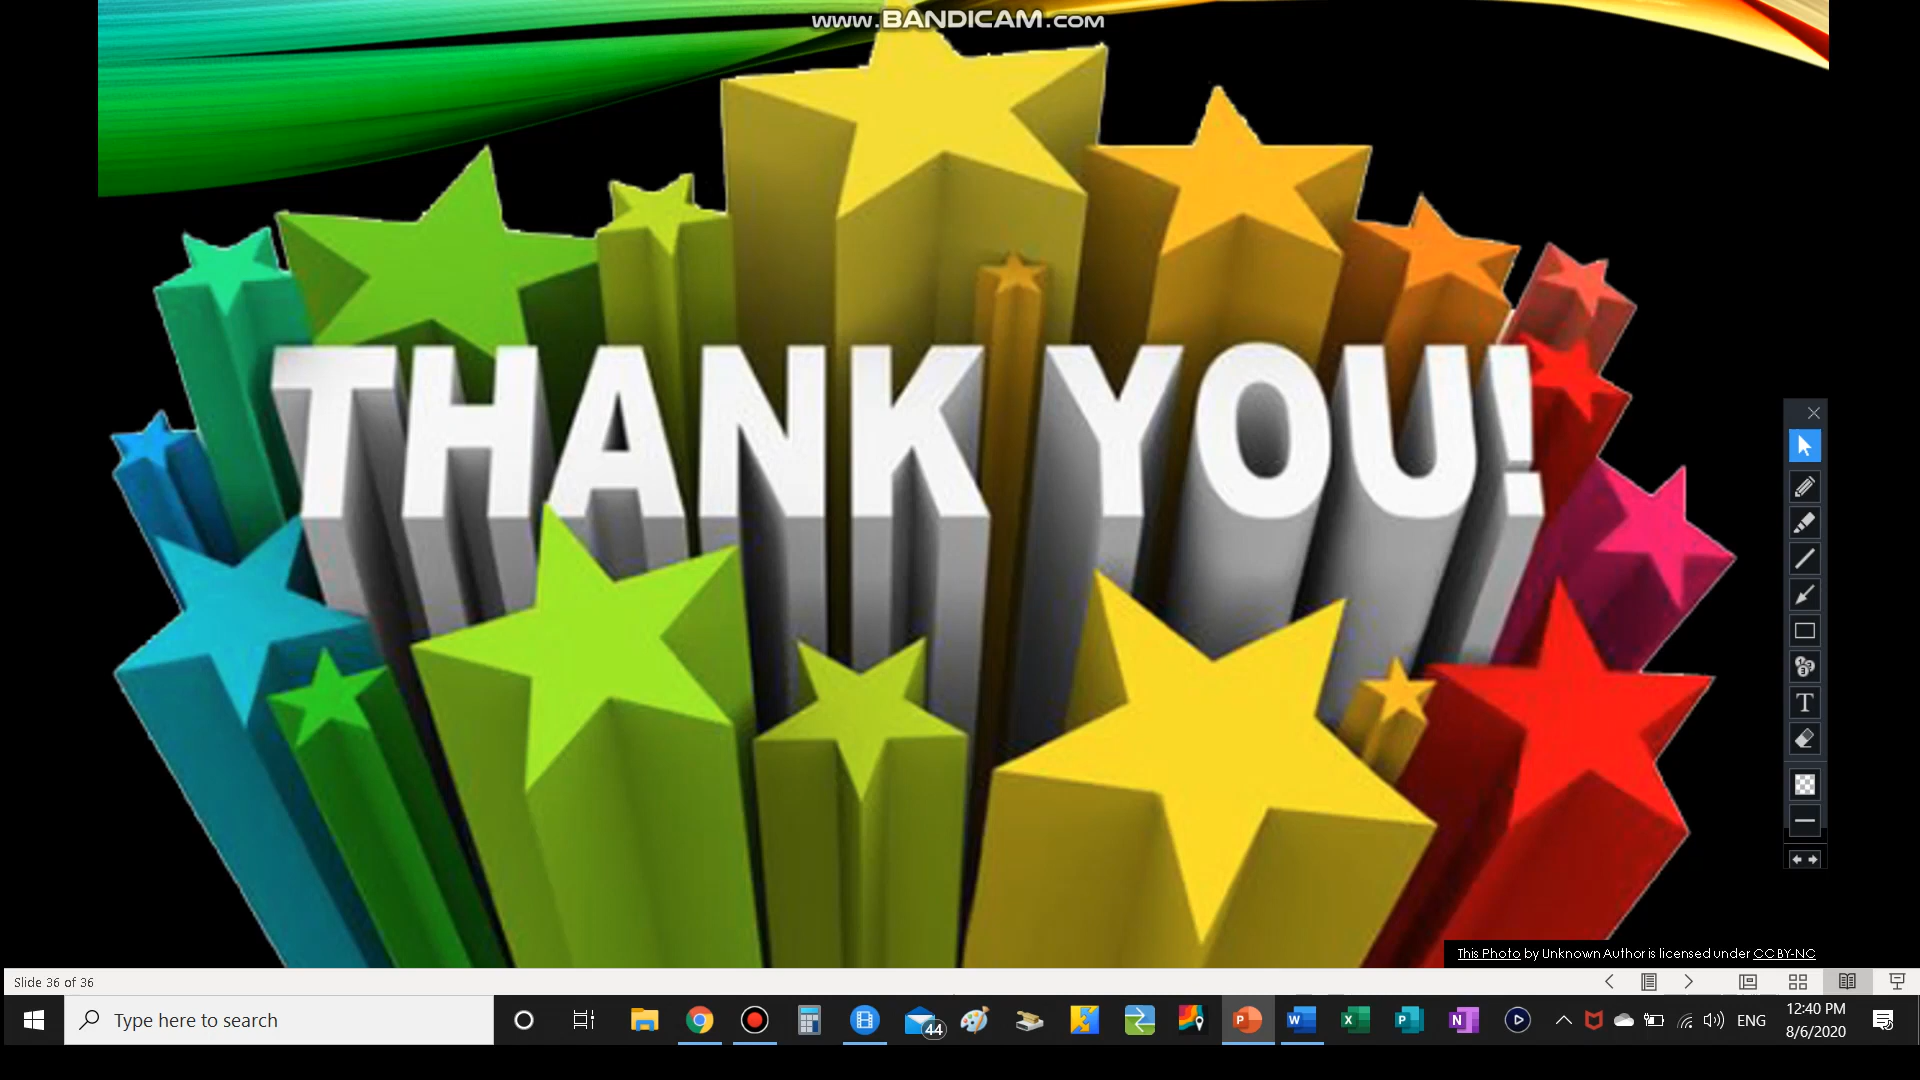 www.BANDICAM.com
THANK YOU!
This Photo by Unknown Author is licensed under CC BY-NC
Slide 36 of 36
Type here to search
44
ENG
12:40 PM
8/6/2020